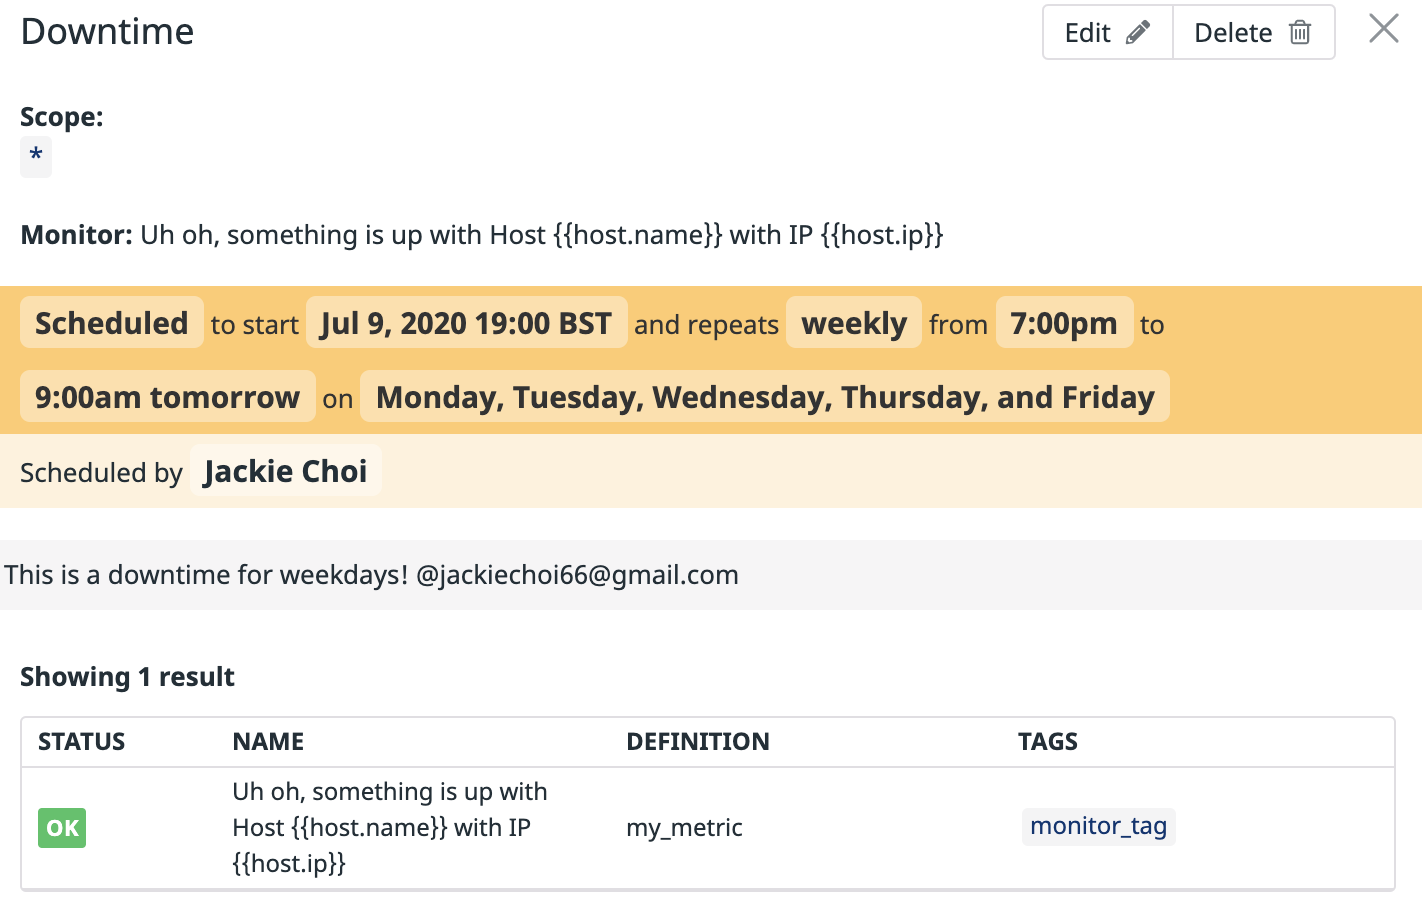 Downtime
Edit
Delete
Scope:
*
Monitor: Uh oh, something is up with Host {{host.name}} with IP {{host.ip}}
Scheduled to start Jul 9, 2020 19:00 BST and repeats weekly from 7:00pm to
9:00am tomorrow on Monday, Tuesday, Wednesday, Thursday, and Friday
Scheduled by Jackie Choi
This is a downtime for weekdays! @jackiechoi66@gmail.com
Showing 1 result
STATUS NAME DEFINITION TAGS
OK
Uh oh, something is up with
Host {{host.name}} with IP
{{host.ip}}
my_metric
monitor_tag